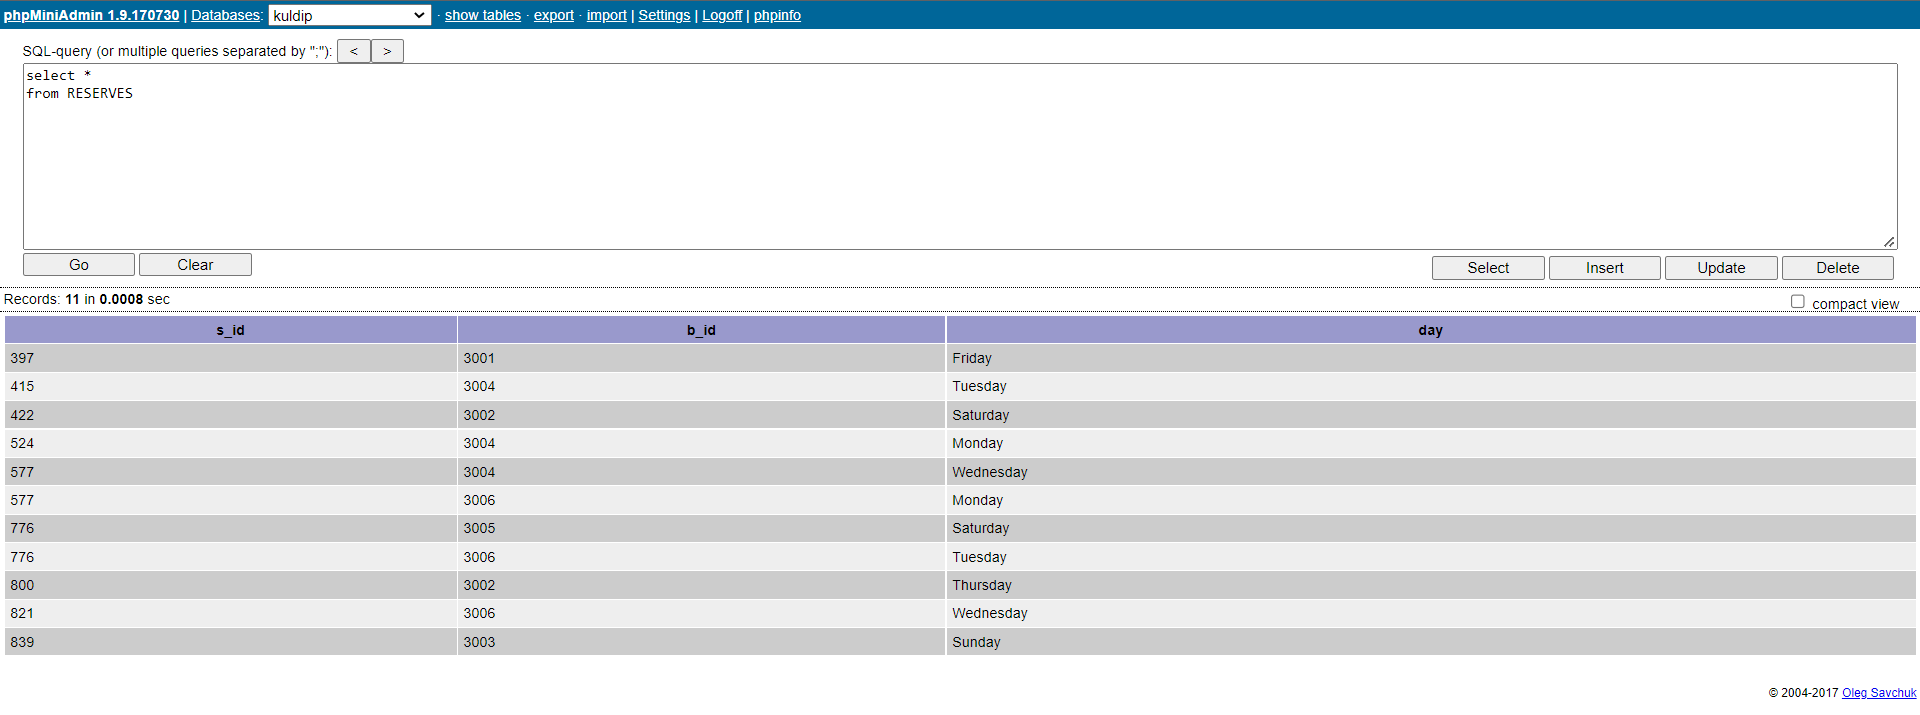 phpMiniAdmin 1.9.170730 | Databases: kuldip · show tables · export · import | Settings | Logoff | phpinfo
SQL-query (or multiple queries separated by ";"): < >
select *
from RESERVES
Go Clear Select Insert Update Delete
Records: 11 in 0.0008 sec compact view
s_id b_id day
397 3001 Friday
415 3004 Tuesday
422 3002 Saturday
524 3004 Monday
577 3004 Wednesday
577 3006 Monday
776 3005 Saturday
776 3006 Tuesday
800 3002 Thursday
821 3006 Wednesday
839 3003 Sunday
© 2004-2017 Oleg Savchuk